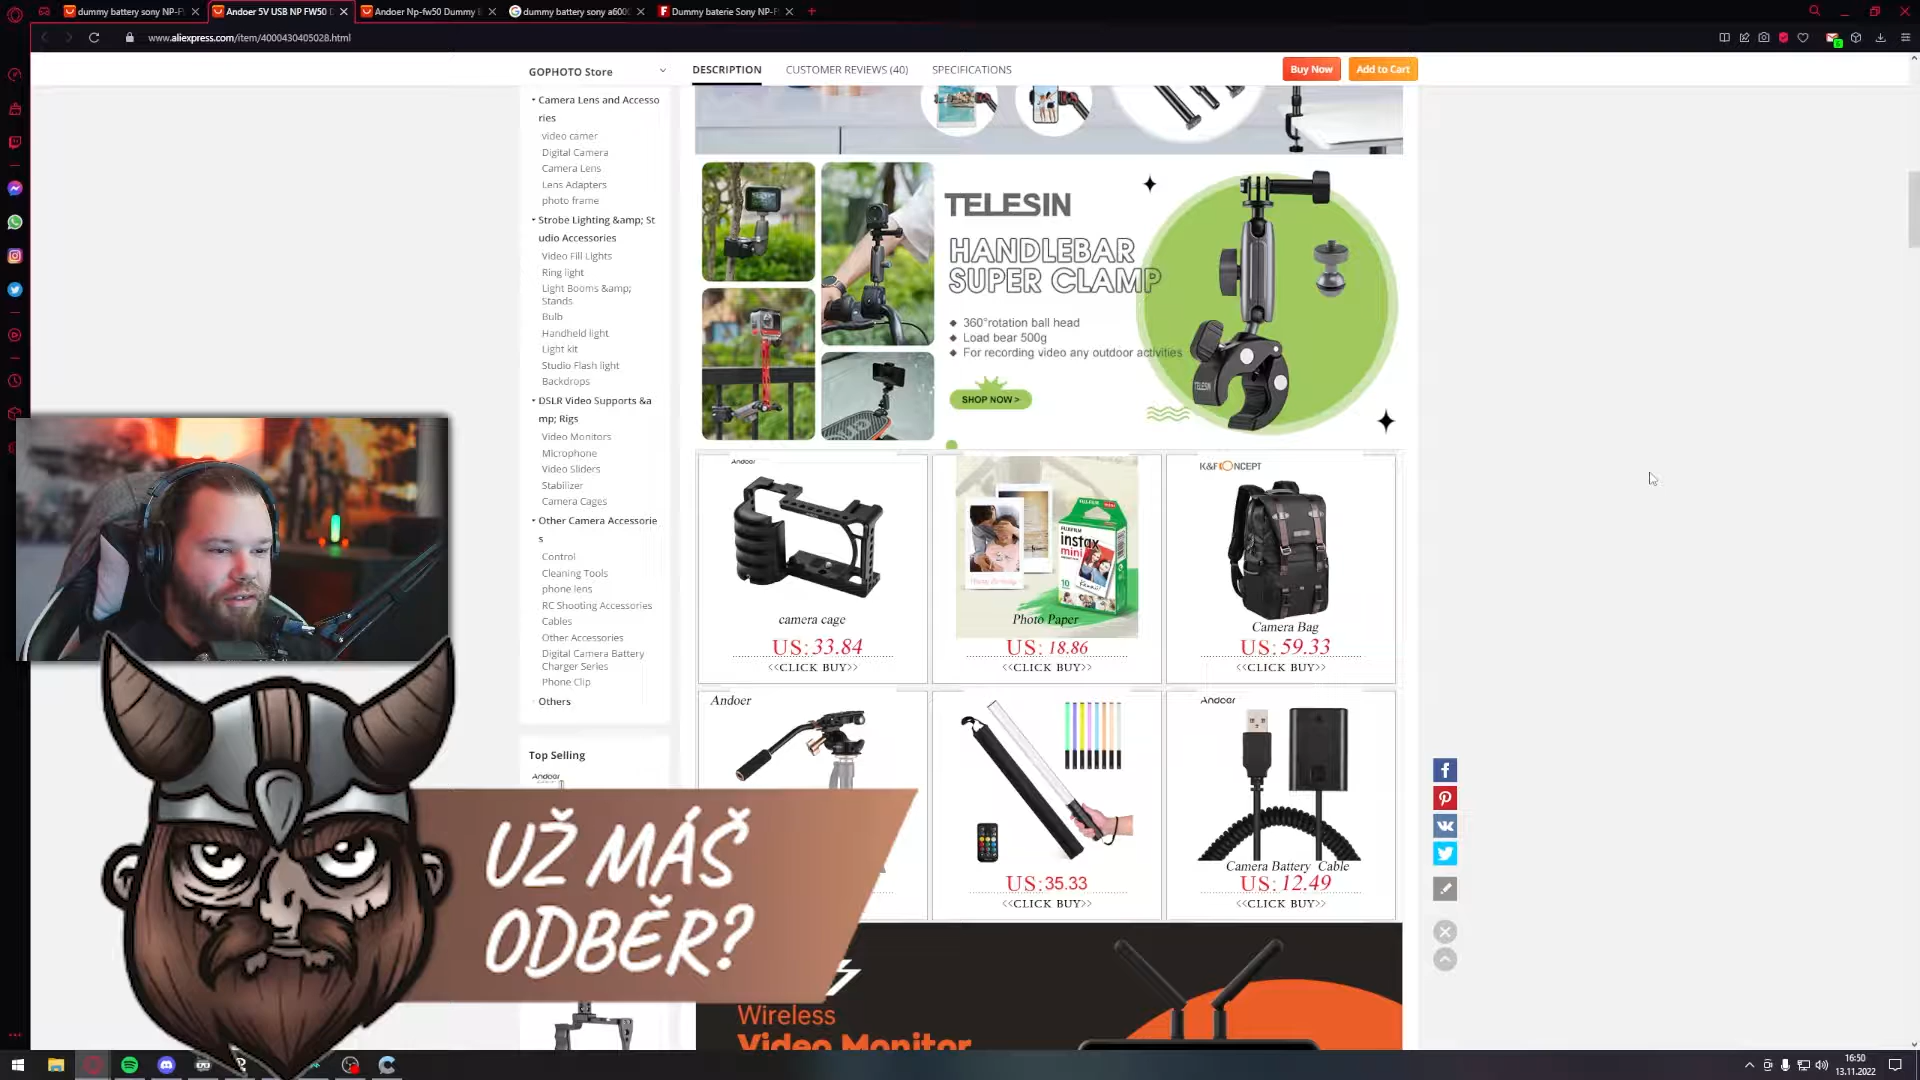 dummy battery sony NP-F
Andoer 5V USB NP FW50 D
Andoer Np-fw50 Dummy
dummy battery sony a600
Dummy baterie Sony NP-F
www.aliexpress.com/item/4000430405028.html
GOPHOTO Store
DESCRIPTION
CUSTOMER REVIEWS (40)
SPECIFICATIONS
Buy Now
Add to Cart
Camera Lens and Accesso
ries
video camer
Digital Camera
Camera Lens
Lens Adapters
photo frame
Strobe Lighting &amp; St
udio Accessories
Video Fill Lights
Ring light
Light Booms &amp;
Stands
Bulb
Handheld light
Light kit
Studio Flash light
Backdrops
DSLR Video Supports &a
mp; Rigs
Video Monitors
Microphone
Video Sliders
Stabilizer
Camera Cages
Other Camera Accessorie
s
Control
Cleaning Tools
phone lens
RC Shooting Accessories
Cables
Other Accessories
Digital Camera Battery
Charger Series
Phone Clip
Others
Top Selling
Andoer
TELESIN
HANDLEBAR
SUPER CLAMP
360°rotation ball head
Load bear 500g
For recording video any outdoor activities
SHOP NOW >
TELESIN
Andoer
camera cage
US: 33.84
<<CLICK BUY>>
FUJIFILM
instax
mini
10
Photo Paper
US: 18.86
<<CLICK BUY>>
K&F CONCEPT
Camera Bag
US: 59.33
<<CLICK BUY>>
Andoer
US:35.33
<<CLICK BUY>>
Andoer
Camera Battery Cable
US: 12.49
<<CLICK BUY>>
UŽ MÁŠ
ODBĚR?
Wireless
Video Monitor
16:50
13.11.2022